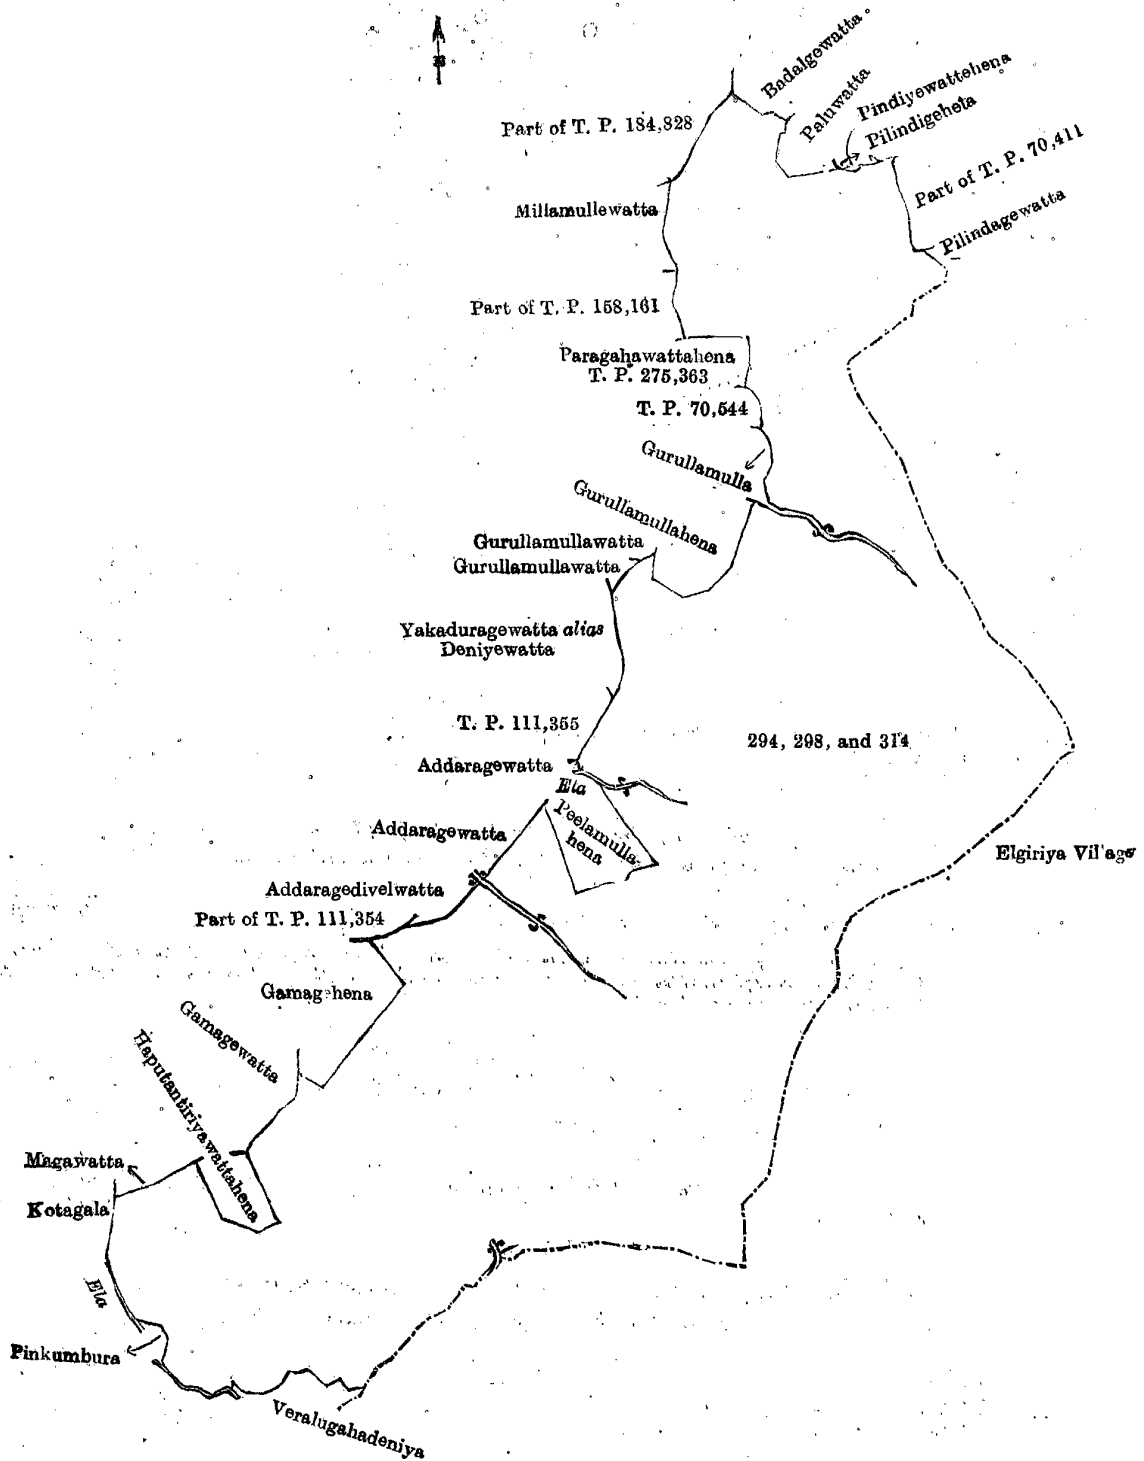 Badalgewatta
Paluwatta
Pindiyewattehena
Pilindigeheta
Part of T. P. 184,828
Part of T. P. 70,411
Millamullewatta
Pilindagewatta
Part of T. P. 158,161
Paragahawattahena
T. P. 275,363
T. P. 70,544
Gurullamulla
Gurullamullahena
Gurullamullawatta
Gurullamullawatta
Yakaduragewatta alias
Deniyewatta
T. P. 111,355
294, 298, and 314
Addaragewatta
Ela
Peelamulla-
hena
Addaragewatta
Elgiriya Village
Addaragedivelwatta
Part of T. P. 111,354
Gamag-hena
Gamagewatta
Haputantiriyawattahena
Magawatta
Kotagala
Ela
Pinkumbura
Veralugahadeniya